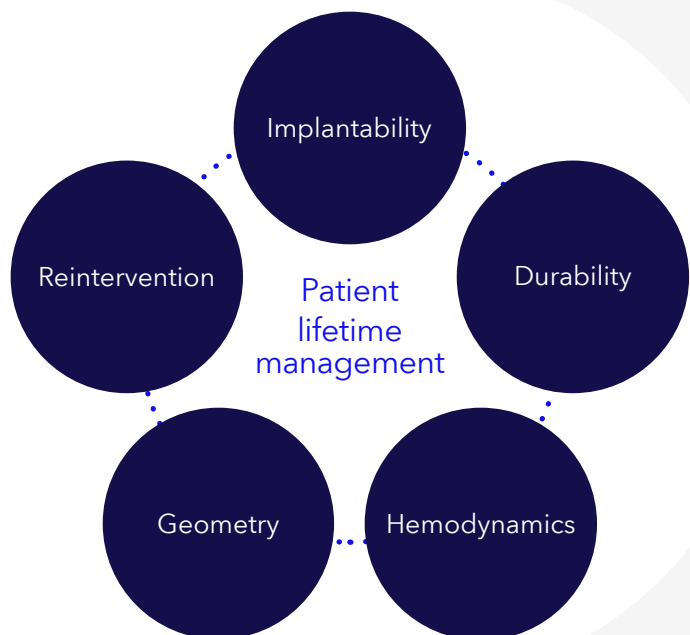 Implantability
Reintervention
Durability
Patient
lifetime
management
Geometry
Hemodynamics